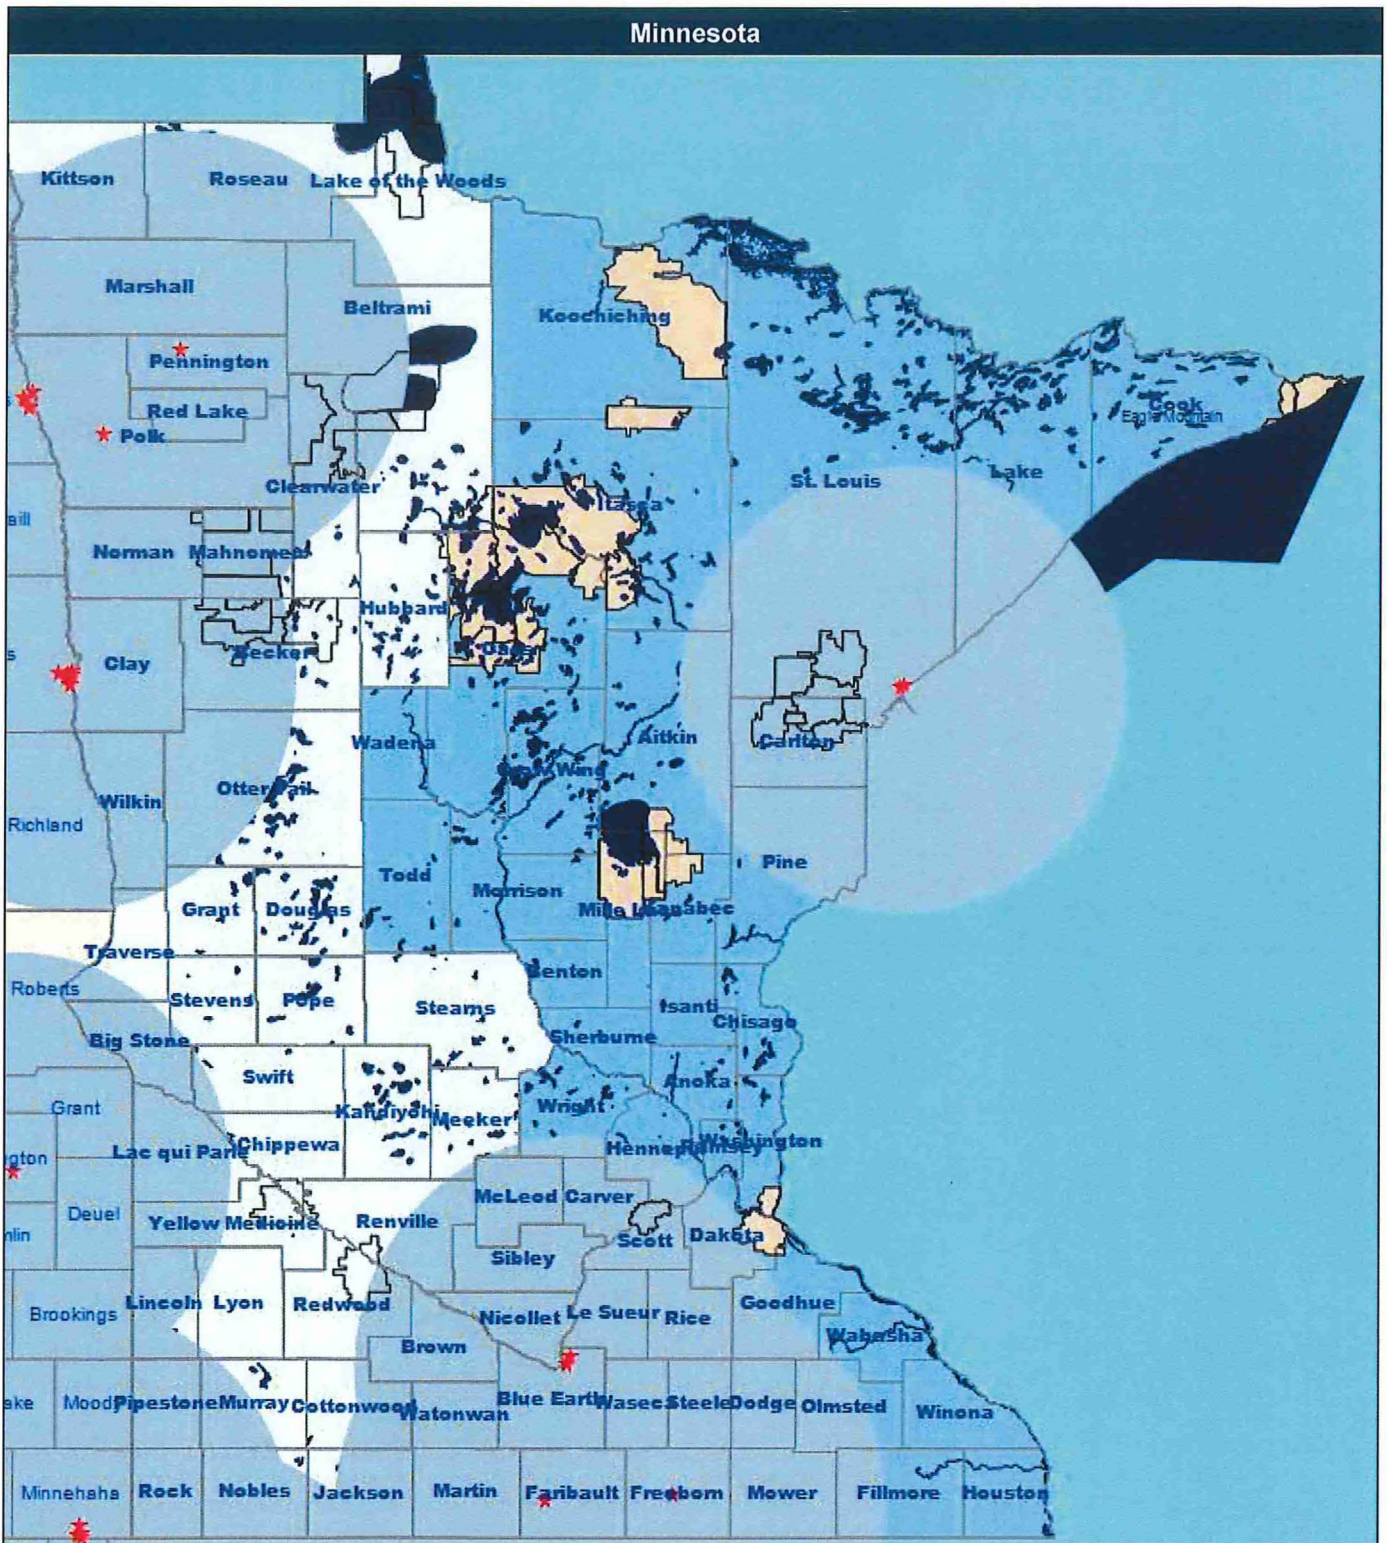 Minnesota
Kittson
Roseau
Lake of the Woods
Marshall
Beltrami
Koochiching
Pennington
Red Lake
Polk
Cook
Eagle Mountain
Lake
St. Louis
Clearwater
Itasca
Norman
Mahnomen
Hubbard
Cass
Becker
Clay
Wadena
Aitkin
Carlton
Crow Wing
Otter Tail
Wilkin
Richland
Pine
Todd
Morrison
Grant
Douglas
Mille Lacs
Kanabec
Traverse
Benton
Roberts
Stevens
Pope
Stearns
Isanti
Chisago
Big Stone
Sherburne
Swift
Anoka
Grant
Kandiyohi
Meeker
Wright
Lac qui Parle
Chippewa
Hennepin
Ramsey
Washington
McLeod
Carver
Deuel
Yellow Medicine
Renville
Scott
Dakota
Sibley
Lincoln
Lyon
Redwood
Brookings
Nicollet
Le Sueur
Rice
Goodhue
Wabasha
Brown
Moody
Pipestone
Murray
Cottonwood
Watonwan
Blue Earth
Waseca
Steele
Dodge
Olmsted
Winona
Minnehaha
Rock
Nobles
Jackson
Martin
Faribault
Freeborn
Mower
Fillmore
Houston